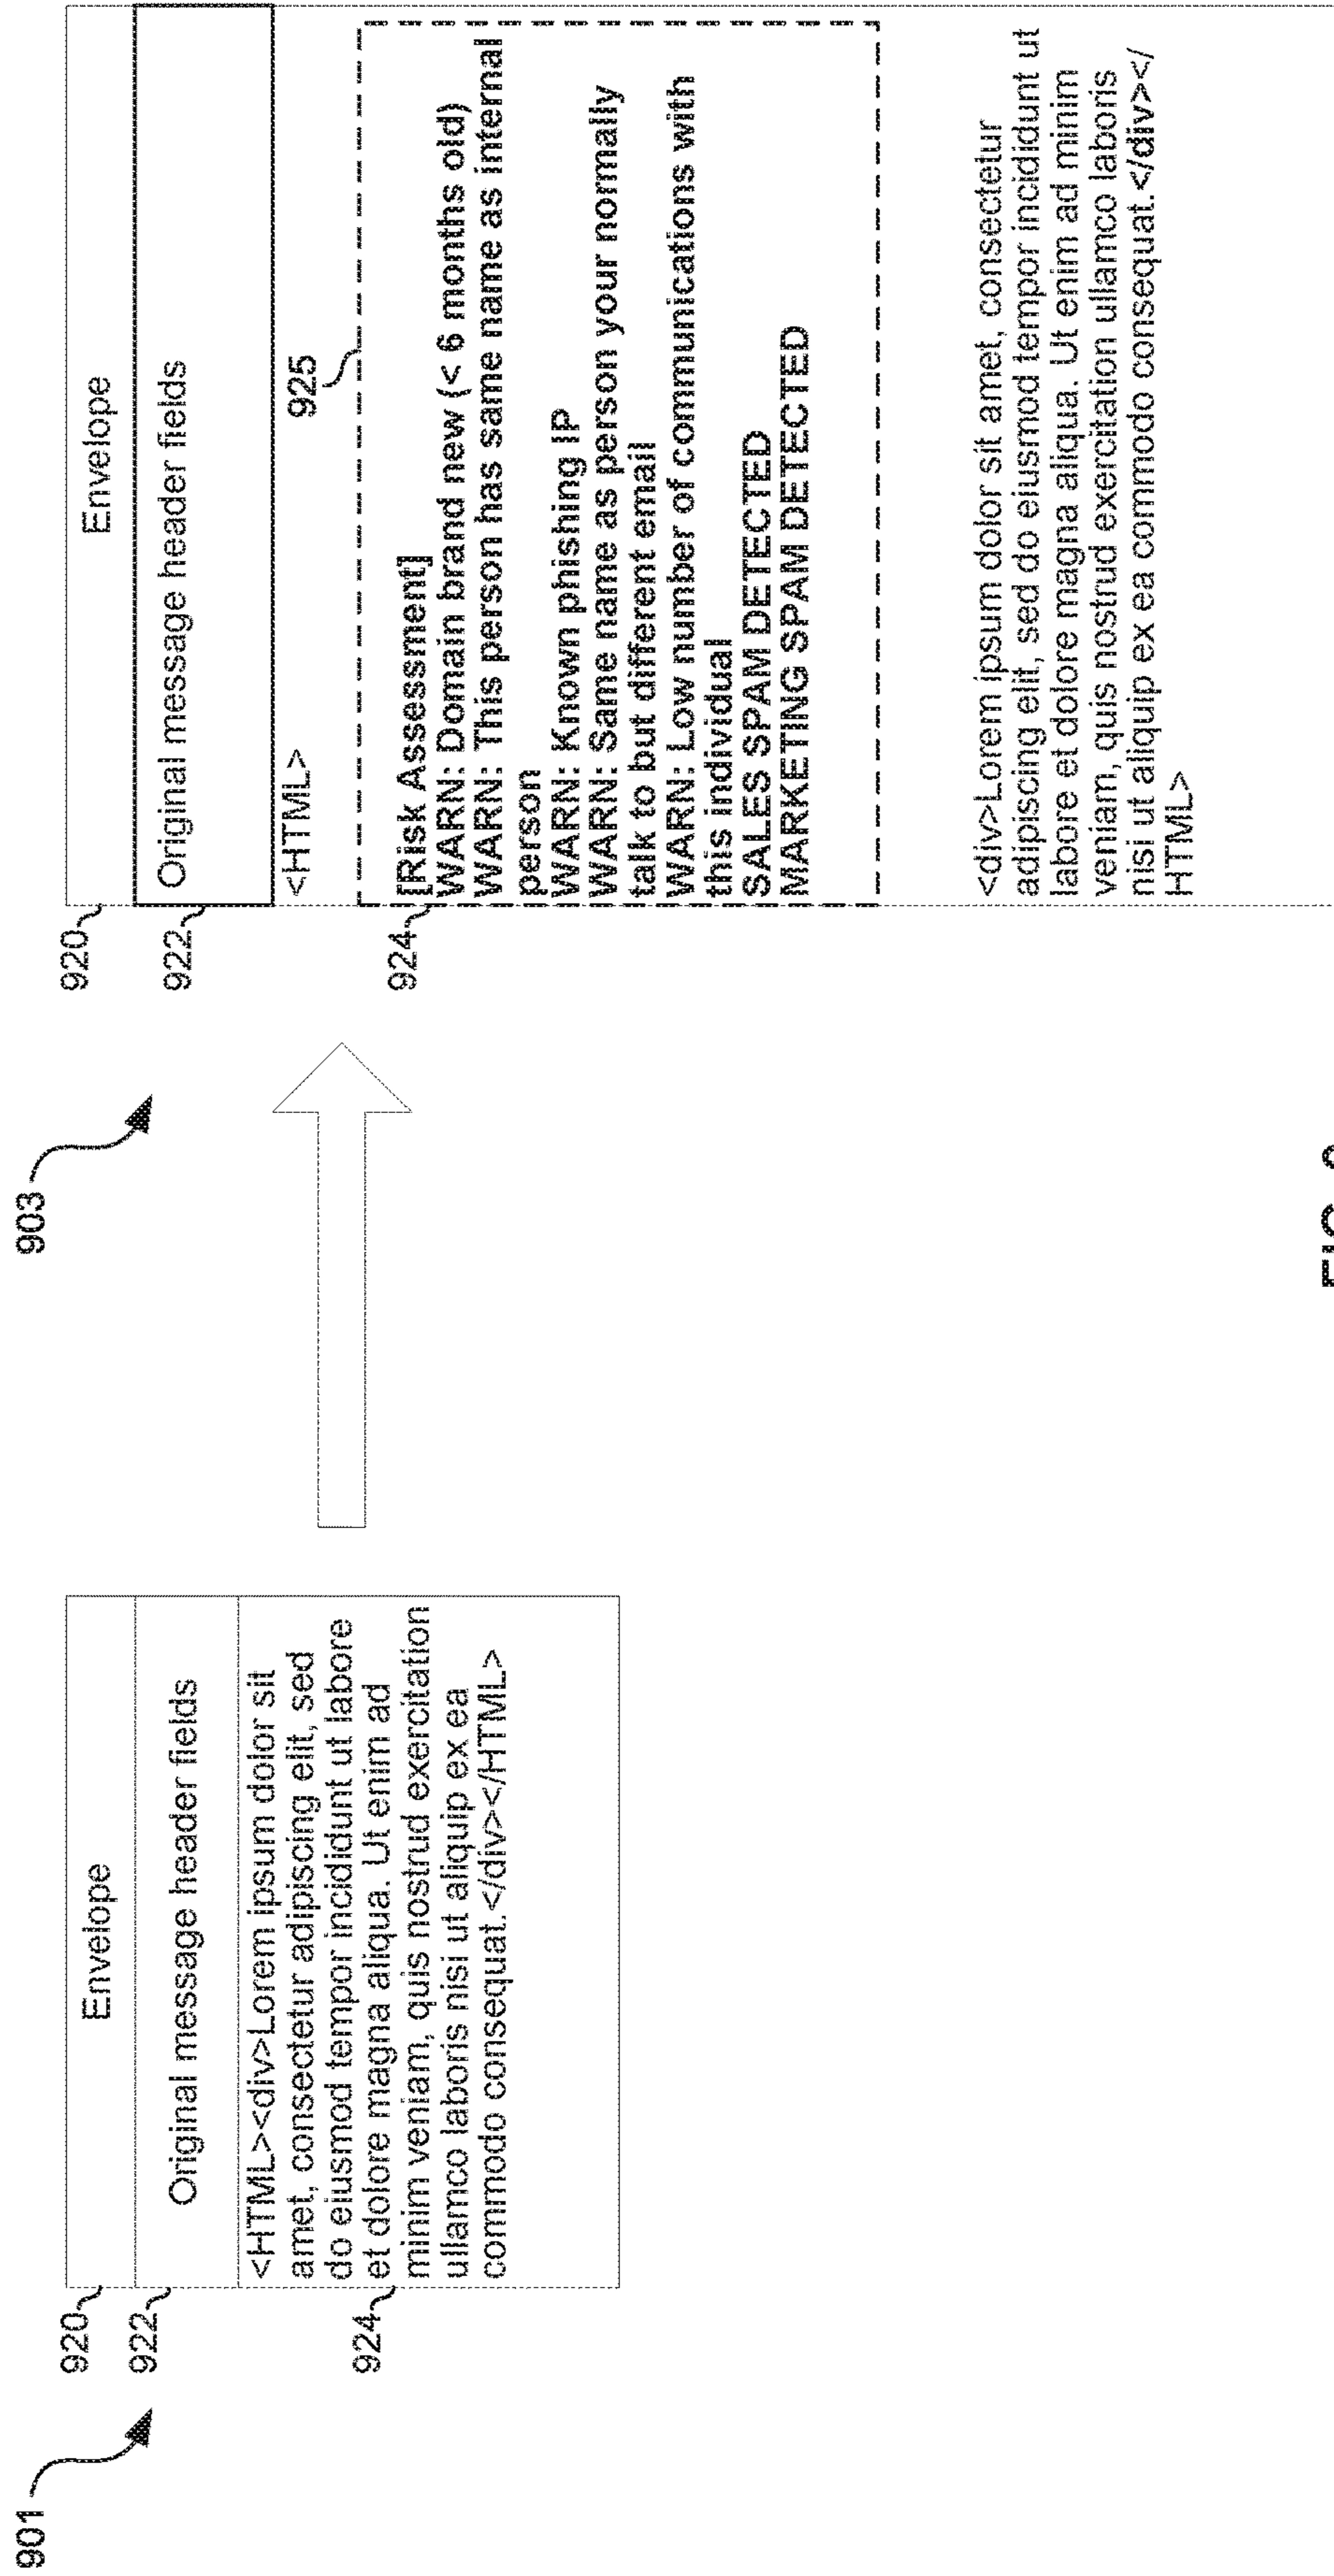 901
920
922
924
Envelope
Original message header fields
<HTML><div>Lorem ipsum dolor sit
amet, consectetur adipiscing elit, sed
do eiusmod tempor incididunt ut labore
et dolore magna aliqua. Ut enim ad
minim veniam, quis nostrud exercitation
ullamco laboris nisi ut aliquip ex ea
commodo consequat.</div></HTML>
903
920
922
924
Envelope
Original message header fields
<HTML>
925
[Risk Assessment]
WARN: Domain brand new (< 6 months old)
WARN: This person has same name as internal
person
WARN: Known phishing IP
WARN: Same name as person your normally
talk to but different email
WARN: Low number of communications with
this individual
SALES SPAM DETECTED
MARKETING SPAM DETECTED
<div>Lorem ipsum dolor sit amet, consectetur
adipiscing elit, sed do eiusmod tempor incididunt ut
labore et dolore magna aliqua. Ut enim ad minim
veniam, quis nostrud exercitation ullamco laboris
nisi ut aliquip ex ea commodo consequat.</div></
HTML>
FIG.